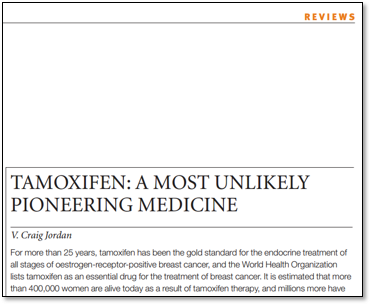 REVIEWS
TAMOXIFEN: A MOST UNLIKELY
PIONEERING MEDICINE
V. Craig Jordan
For more than 25 years, tamoxifen has been the gold standard for the endocrine treatment of
all stages of oestrogen-receptor-positive breast cancer, and the World Health Organization
lists tamoxifen as an essential drug for the treatment of breast cancer. It is estimated that more
than 400,000 women are alive today as a result of tamoxifen therapy, and millions more have